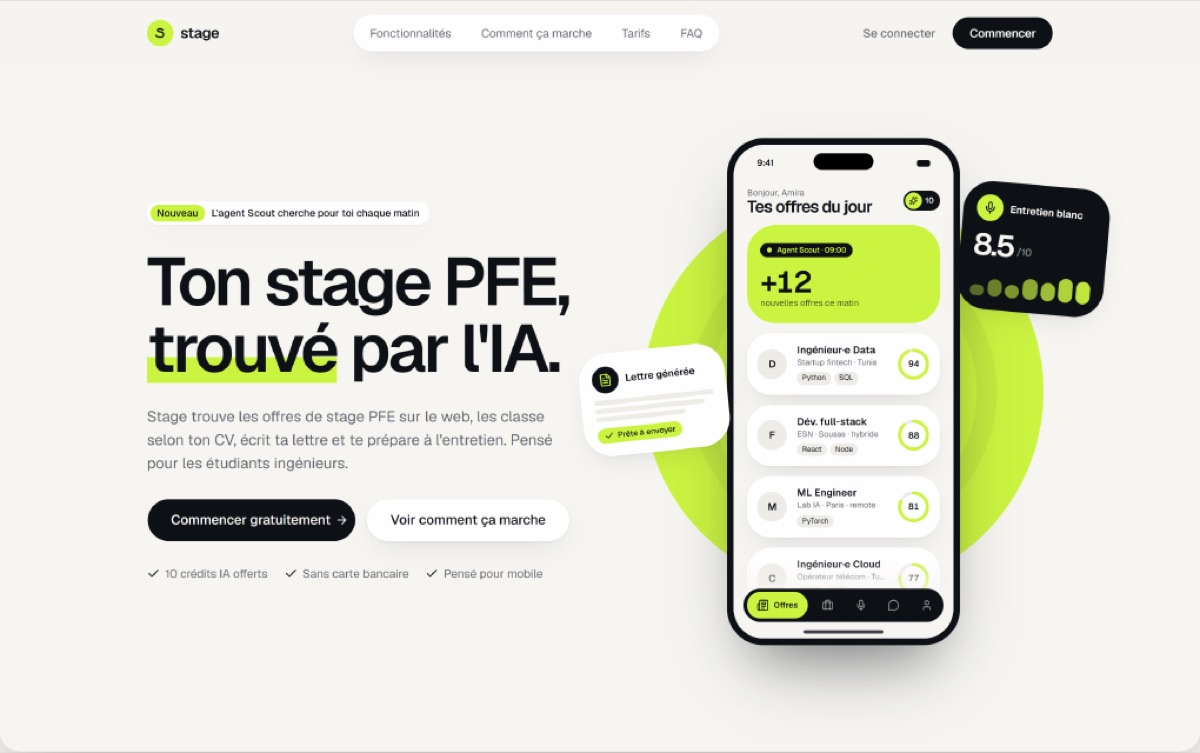 S stage
Fonctionnalités Comment ça marche Tarifs FAQ
Se connecter Commencer
Nouveau L'agent Scout cherche pour toi chaque matin
Ton stage PFE,
trouvé par l'IA.
Stage trouve les offres de stage PFE sur le web, les classe
selon ton CV, écrit ta lettre et te prépare à l'entretien. Pensé
pour les étudiants ingénieurs.
Commencer gratuitement →
Voir comment ça marche
10 crédits IA offerts
Sans carte bancaire
Pensé pour mobile
Lettre générée
Prête à envoyer
9:41
Bonjour, Amira
Tes offres du jour
10
Agent Scout · 09:00
+12
nouvelles offres ce matin
D
Ingénieur·e Data
Startup fintech · Tunis
Python SQL
94
F
Dév. full-stack
ESN · Sousse · hybride
React Node
88
M
ML Engineer
Lab IA · Paris · remote
PyTorch
81
C
Ingénieur·e Cloud
Opérateur télécom · Tu...
77
Offres
Entretien blanc
8.5 /10